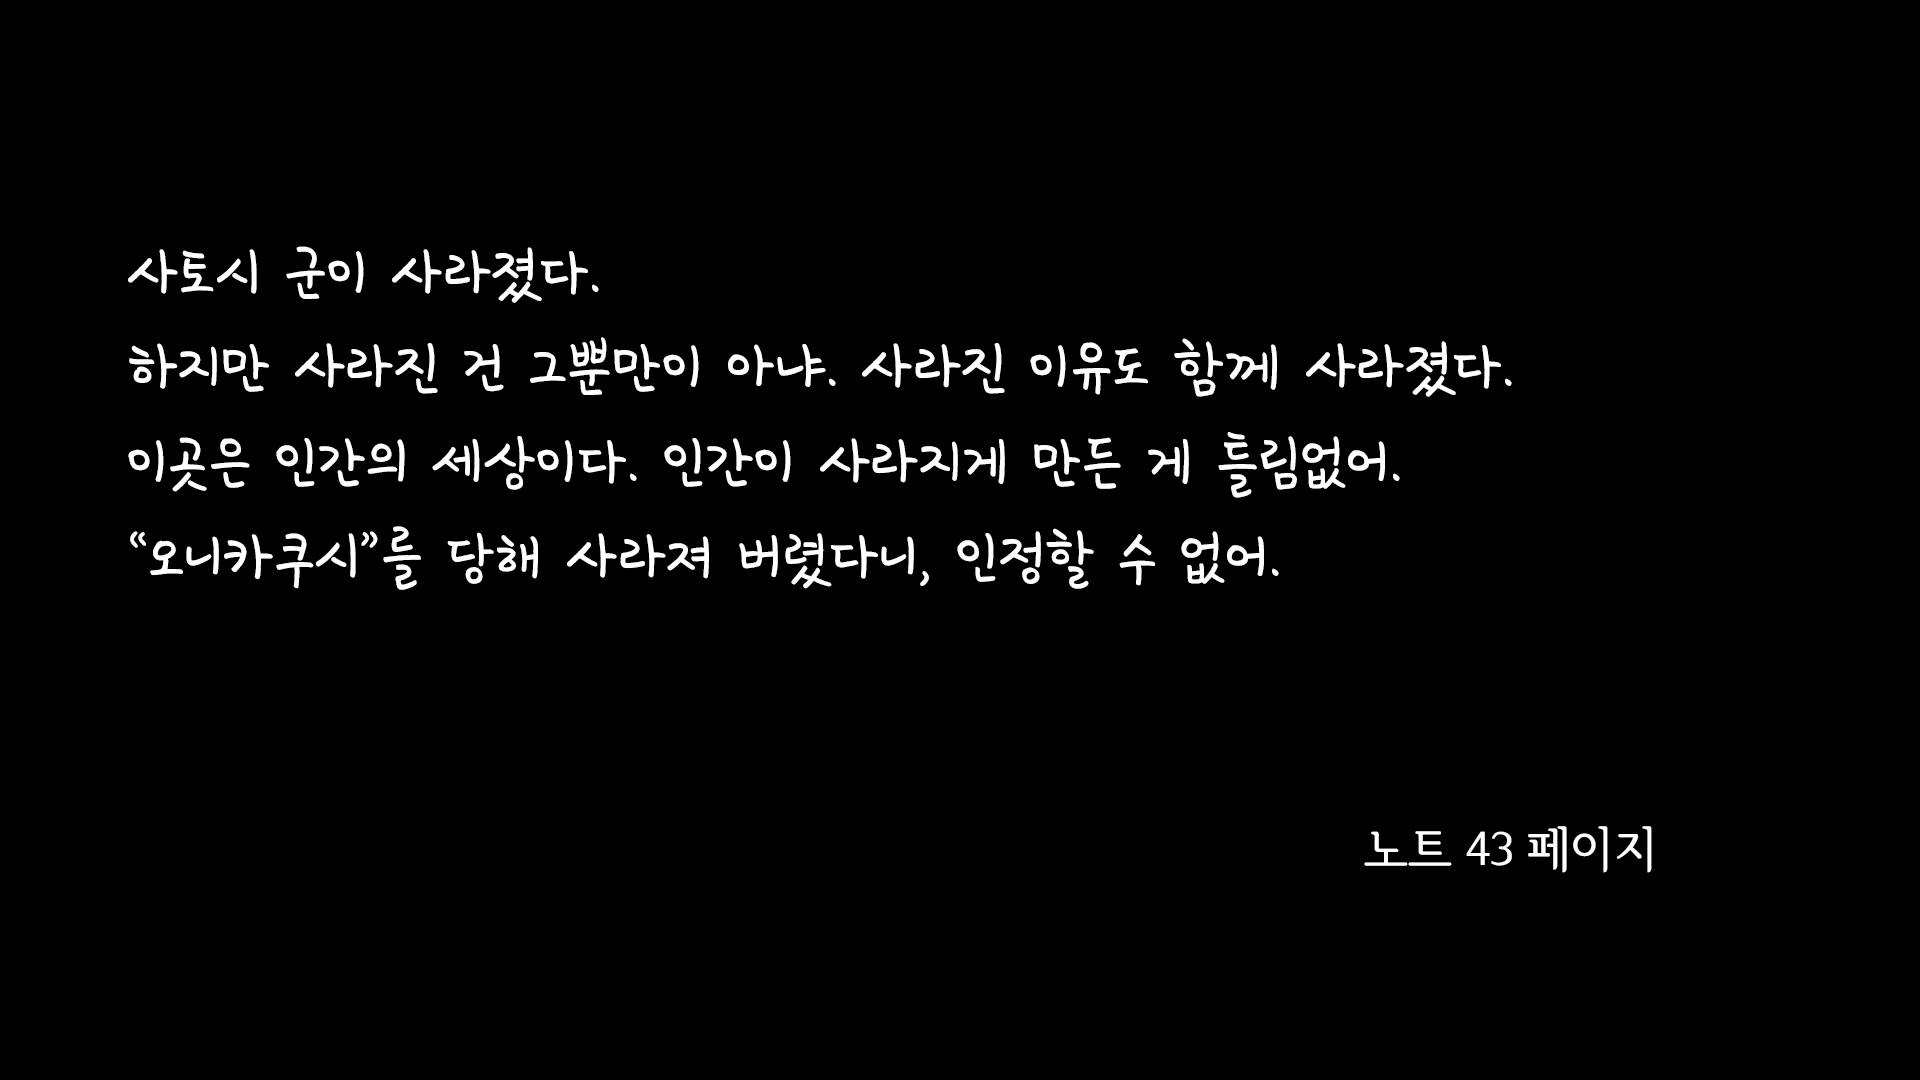 사토시 군이 사라졌다.
하지만 사라진 건 그뿐만이 아냐. 사라진 이유도 함께 사라졌다.
이곳은 인간의 세상이다. 인간이 사라지게 만든 게 틀림없어.
“오니카쿠시”를 당해 사라져 버렸다니, 인정할 수 없어.
노트 43 페이지